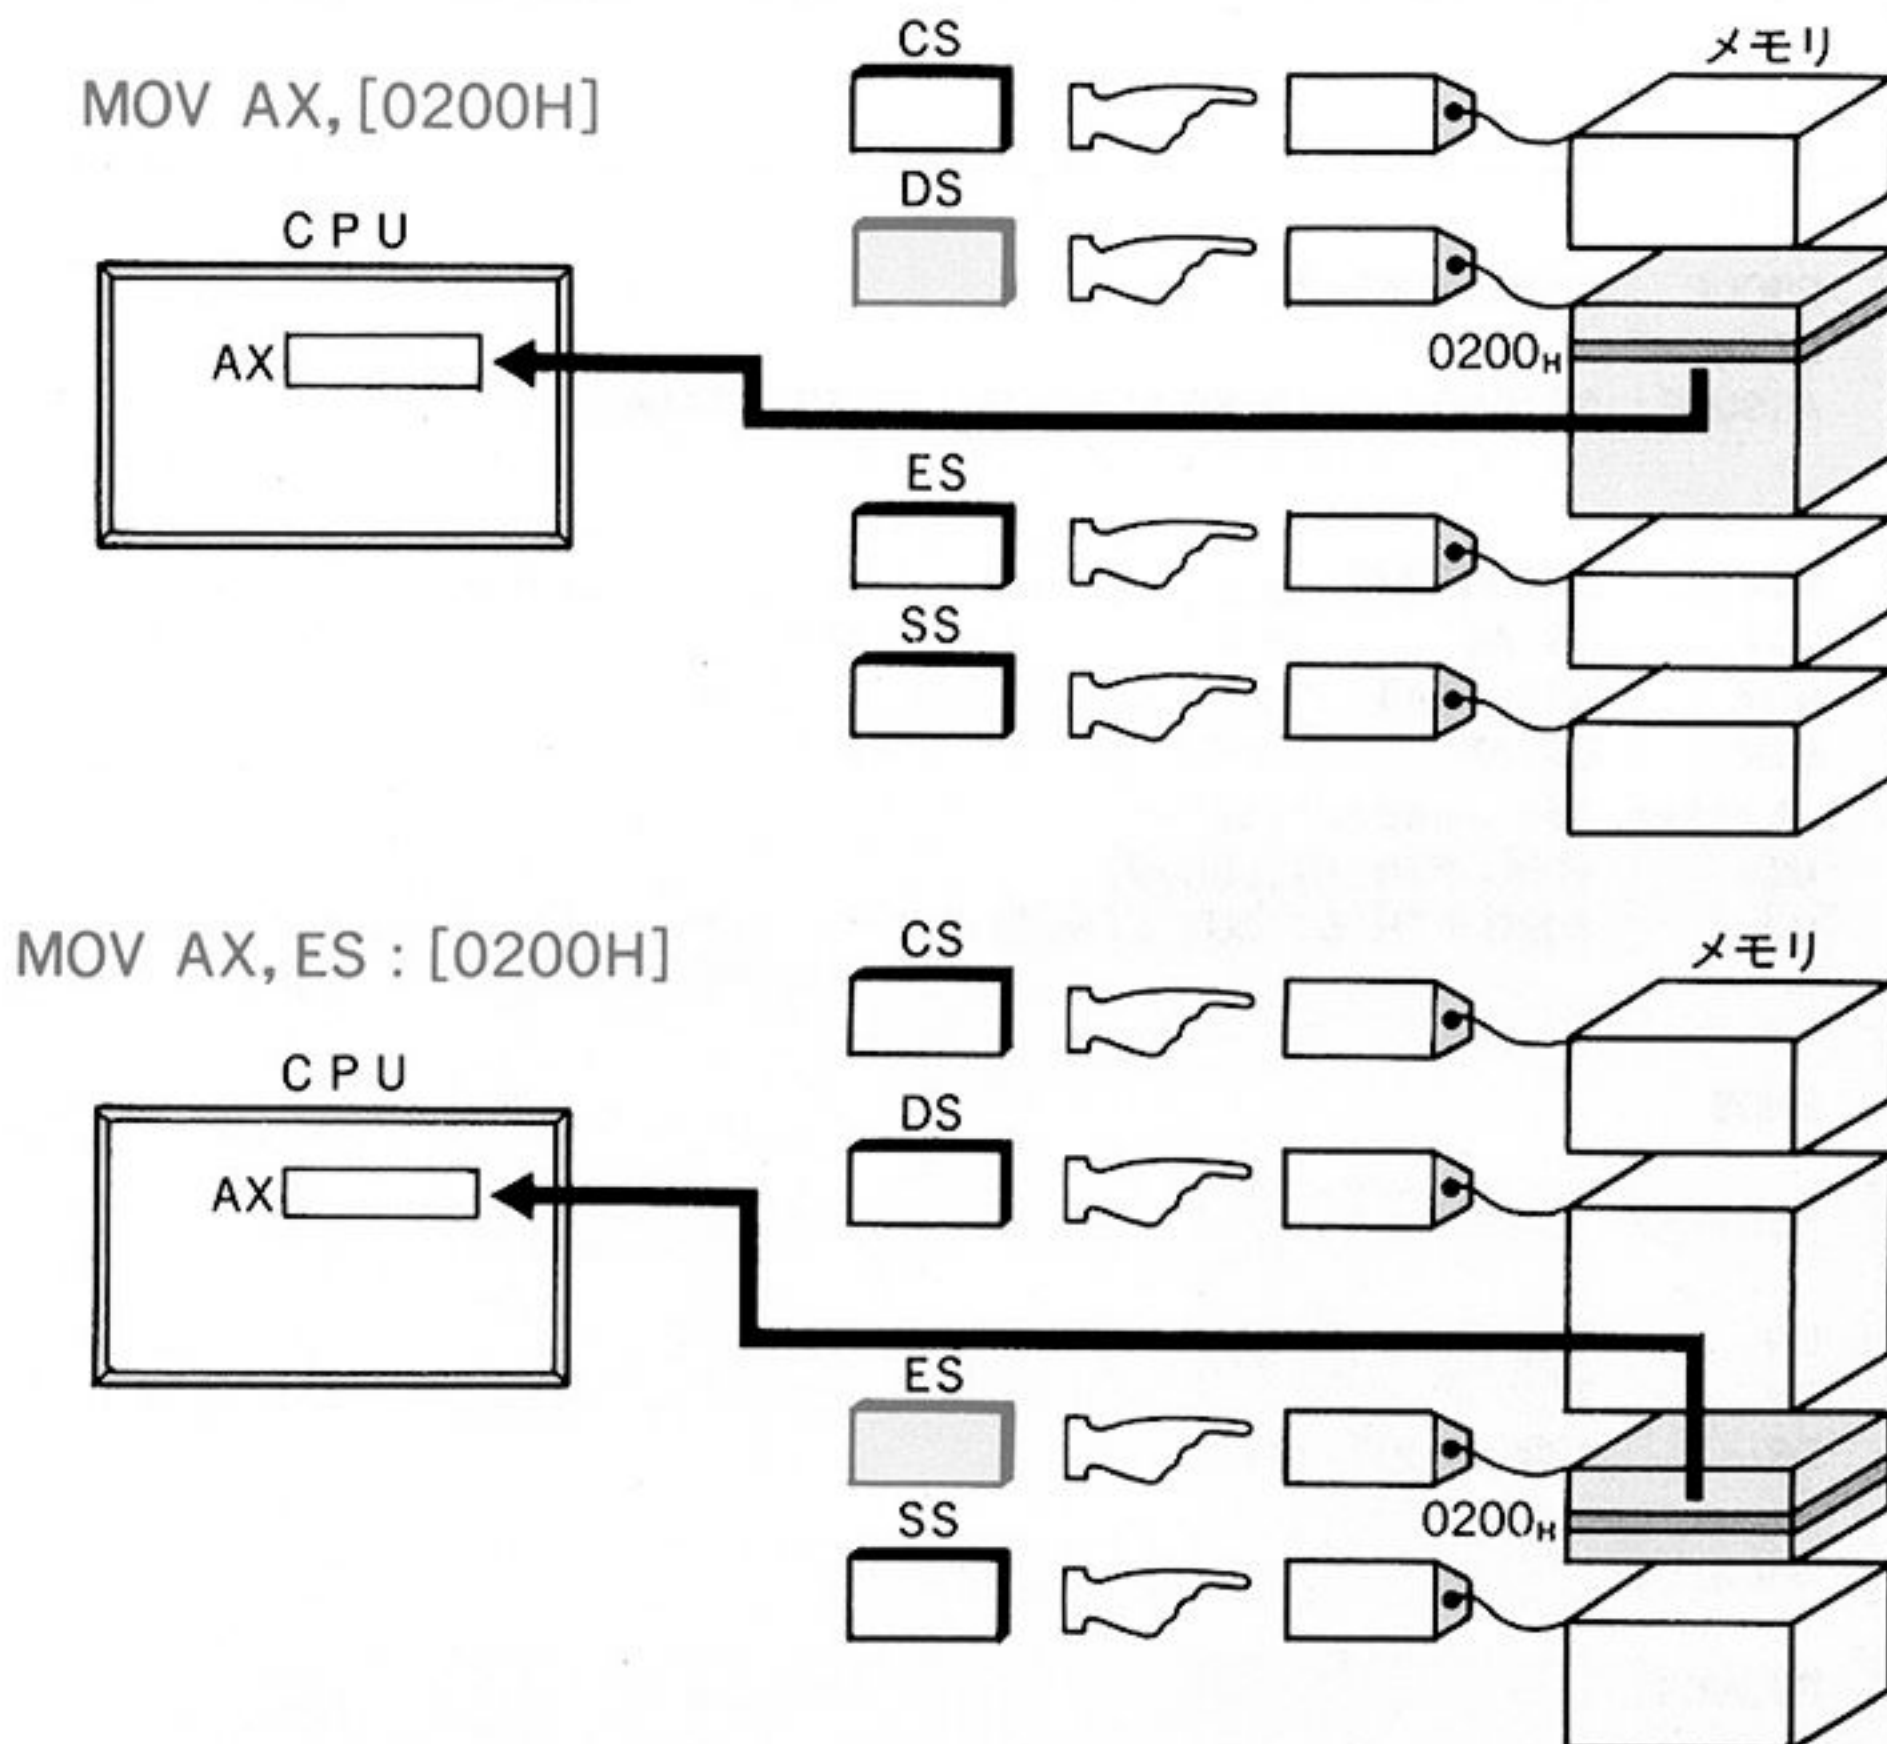 MOV AX, [0200H]
CS
メモリ
DS
CPU
AX
0200H
ES
SS
MOV AX, ES : [0200H]
CS
メモリ
CPU
DS
AX
ES
SS
0200H